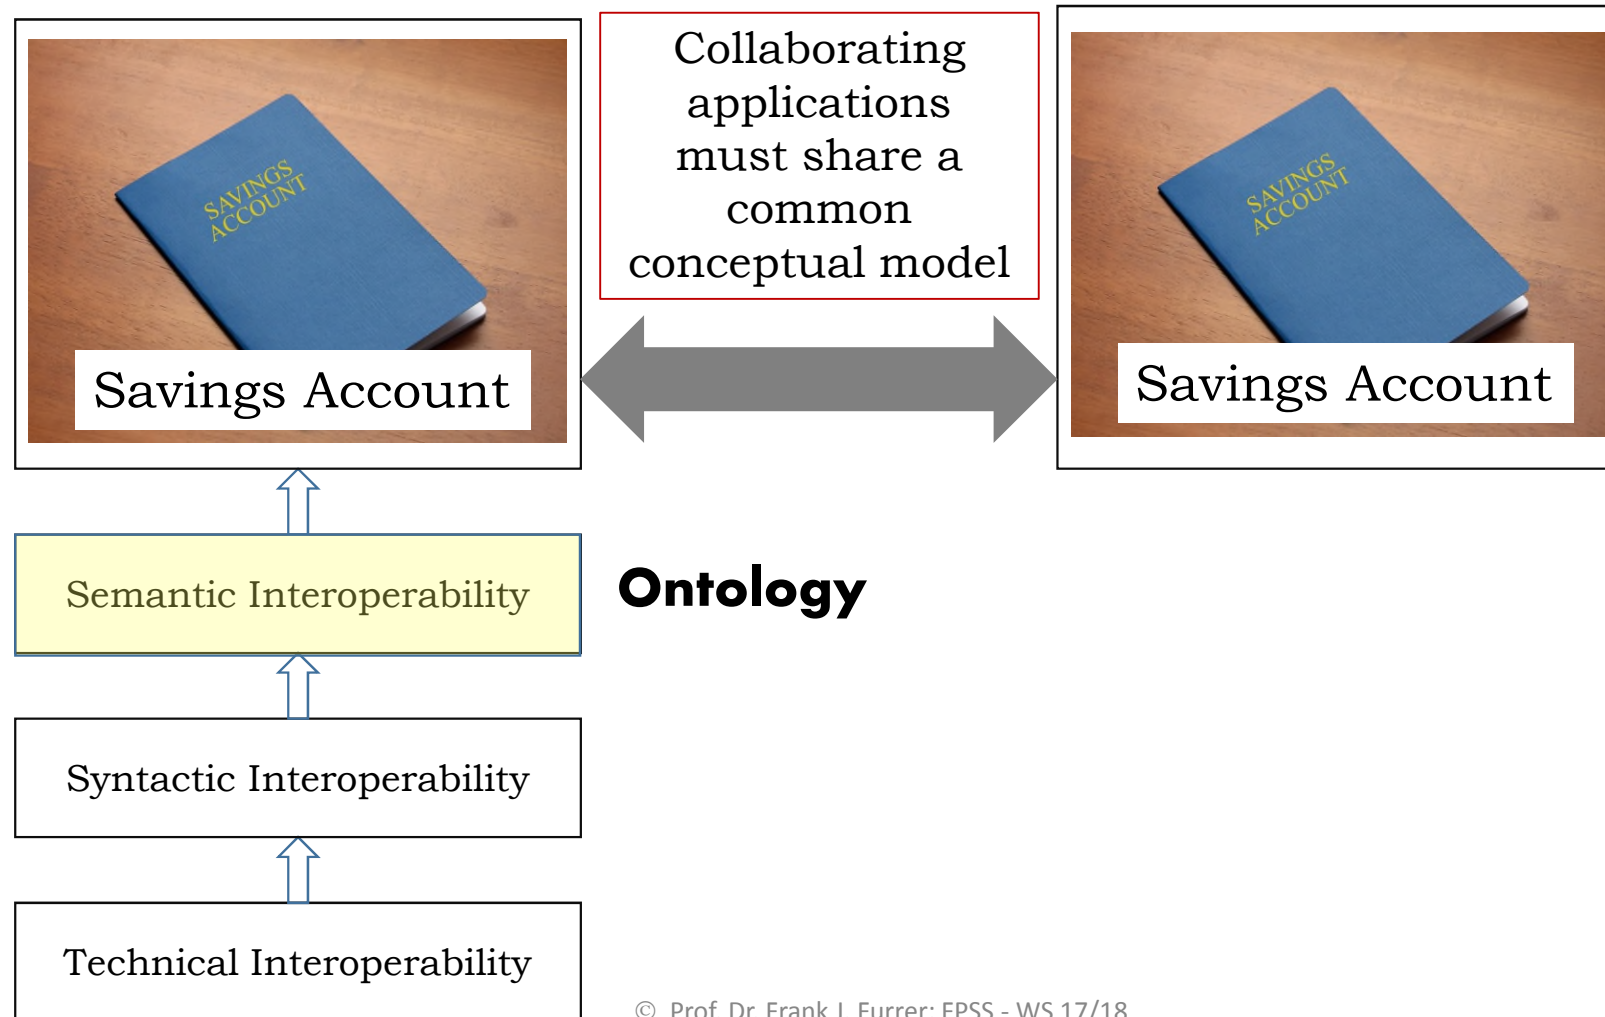 SAVINGS
ACCOUNT
Savings Account
Collaborating
applications
must share a
common
conceptual model
SAVINGS
ACCOUNT
Savings Account
Semantic Interoperability
Ontology
Syntactic Interoperability
Technical Interoperability
© Prof. Dr. Frank J. Furrer: FPSS - WS 17/18